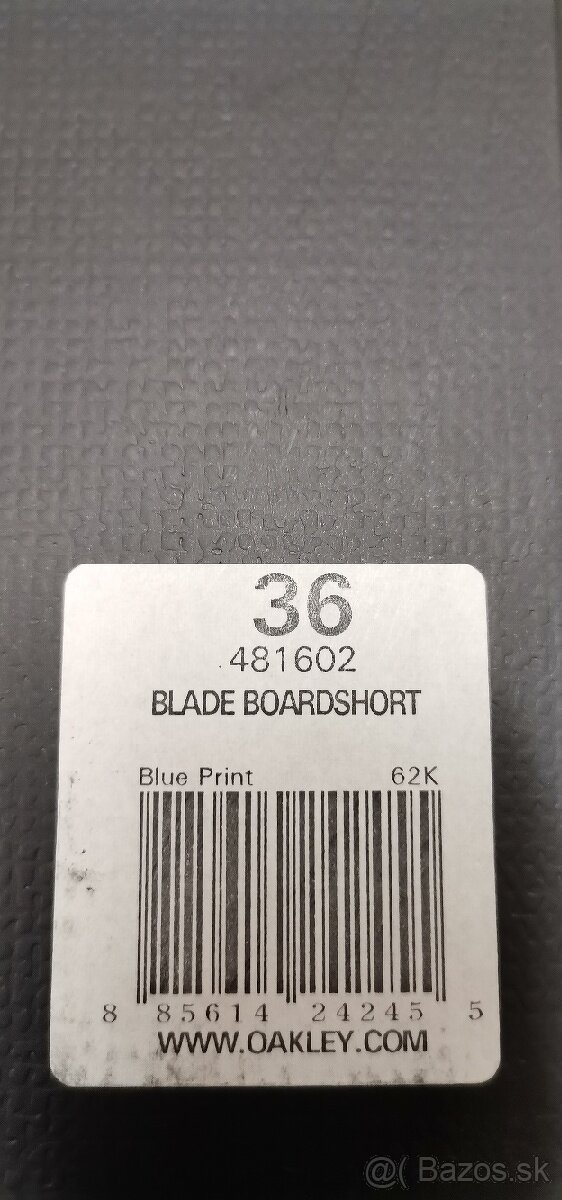 36
481602
BLADE BOARDSHORT
Blue Print 62K
8 85614 24245 5
WWW.OAKLEY.COM
@( Bazos.sk